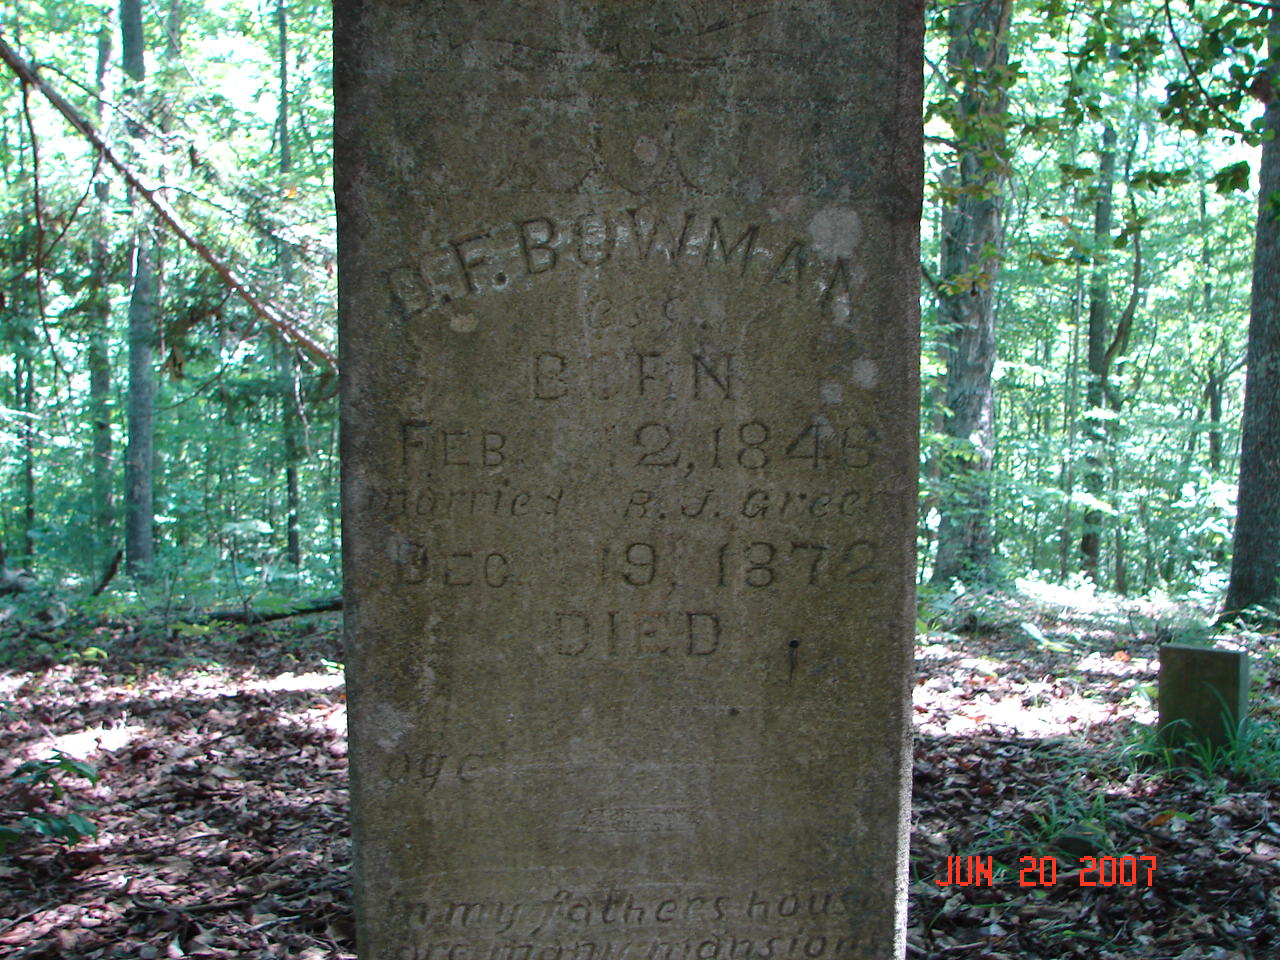 D.F. BOWMAN
esq.
BORN
FEB. 12, 1846
married R. J. Green
DEC. 19, 1872
DIED
age
In my fathers house
are many mansions
JUN 20 2007